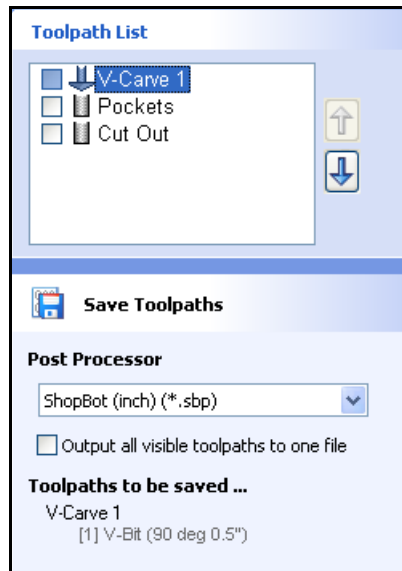 Toolpath List
V-Carve 1
Pockets
Cut Out
Save Toolpaths
Post Processor
ShopBot (inch) (*.sbp)
Output all visible toolpaths to one file
Toolpaths to be saved ...
V-Carve 1
[1] V-Bit (90 deg 0.5")